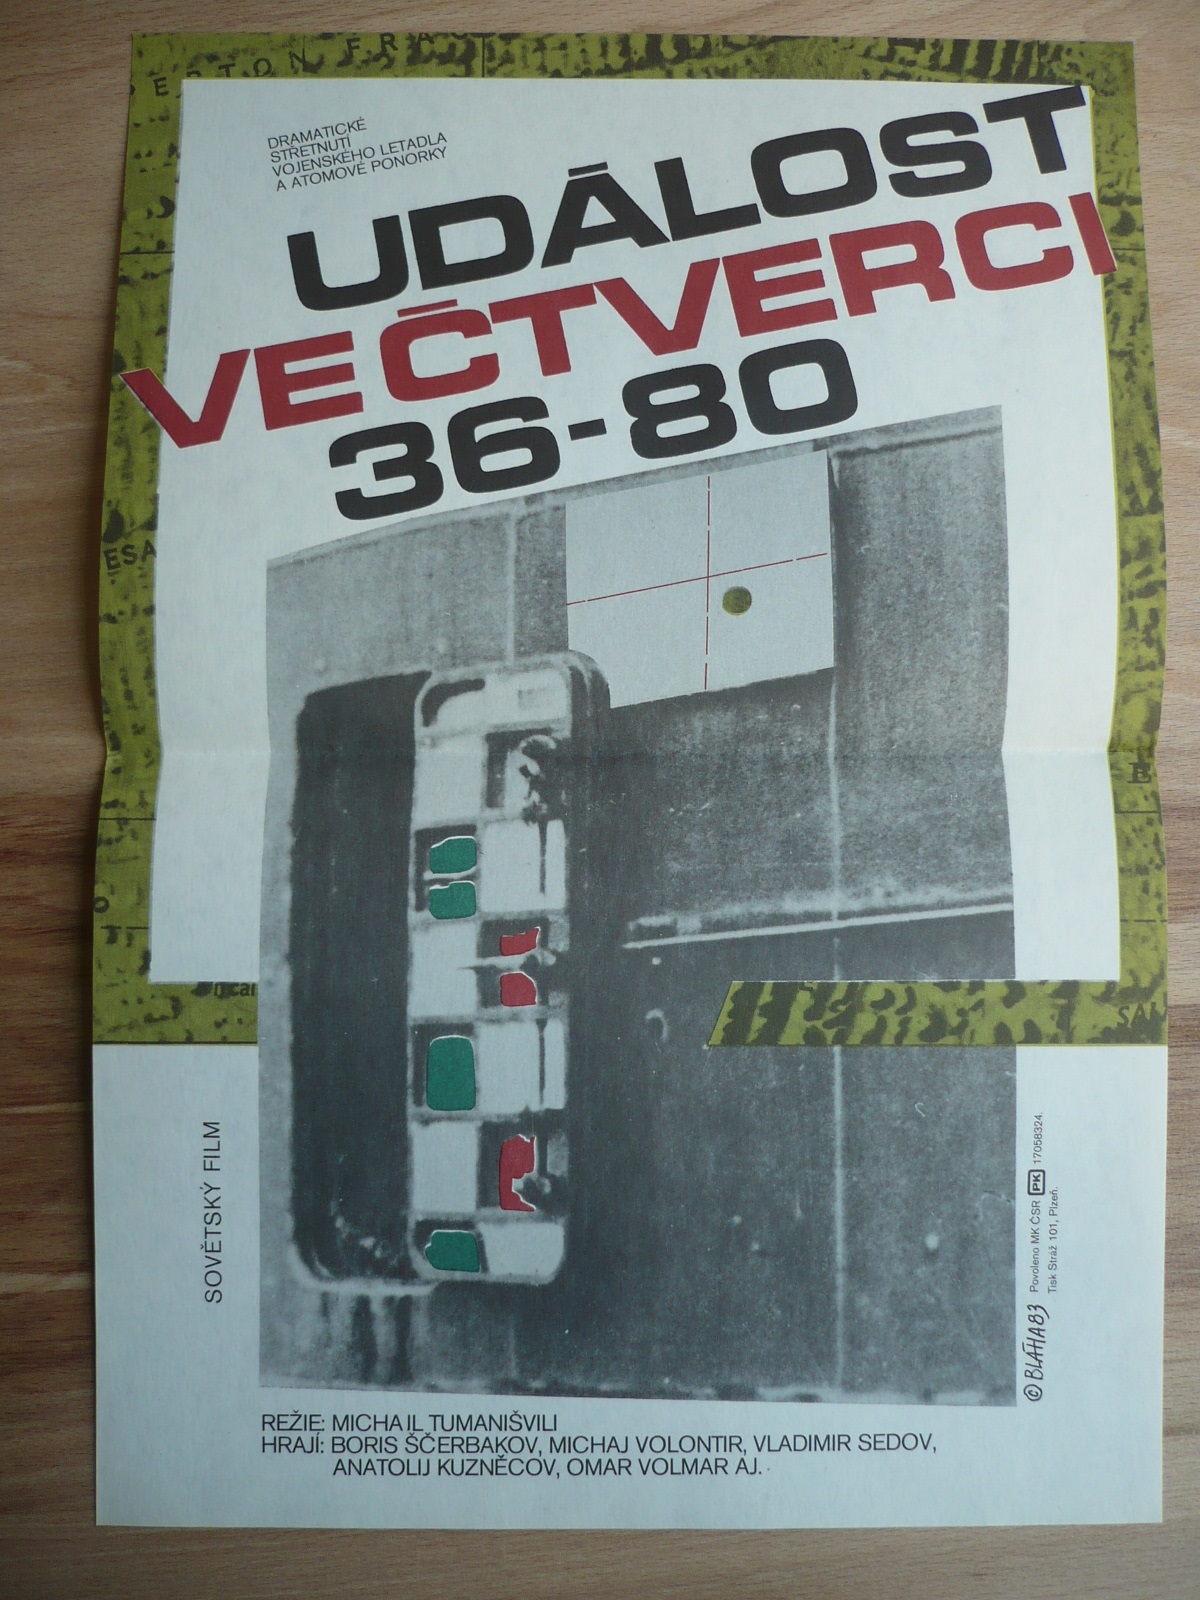 DRAMATICKÉ
STŘETNUTÍ
VOJENSKÉHO LETADLA
A ATOMOVÉ PONORKY
UDÁLOST
VE ČTVERCI
36-80
ESA
E
SOVĚTSKÝ FILM
© BLÁHA 83
Povoleno MK ČSR PK 17058324.
Tisk Stráž 101, Plzeň.
REŽIE: MICHAIL TUMANIŠVILI
HRAJÍ: BORIS ŠČERBAKOV, MICHAJ VOLONTIR, VLADIMIR SEDOV,
ANATOLIJ KUZNĚCOV, OMAR VOLMAR AJ.